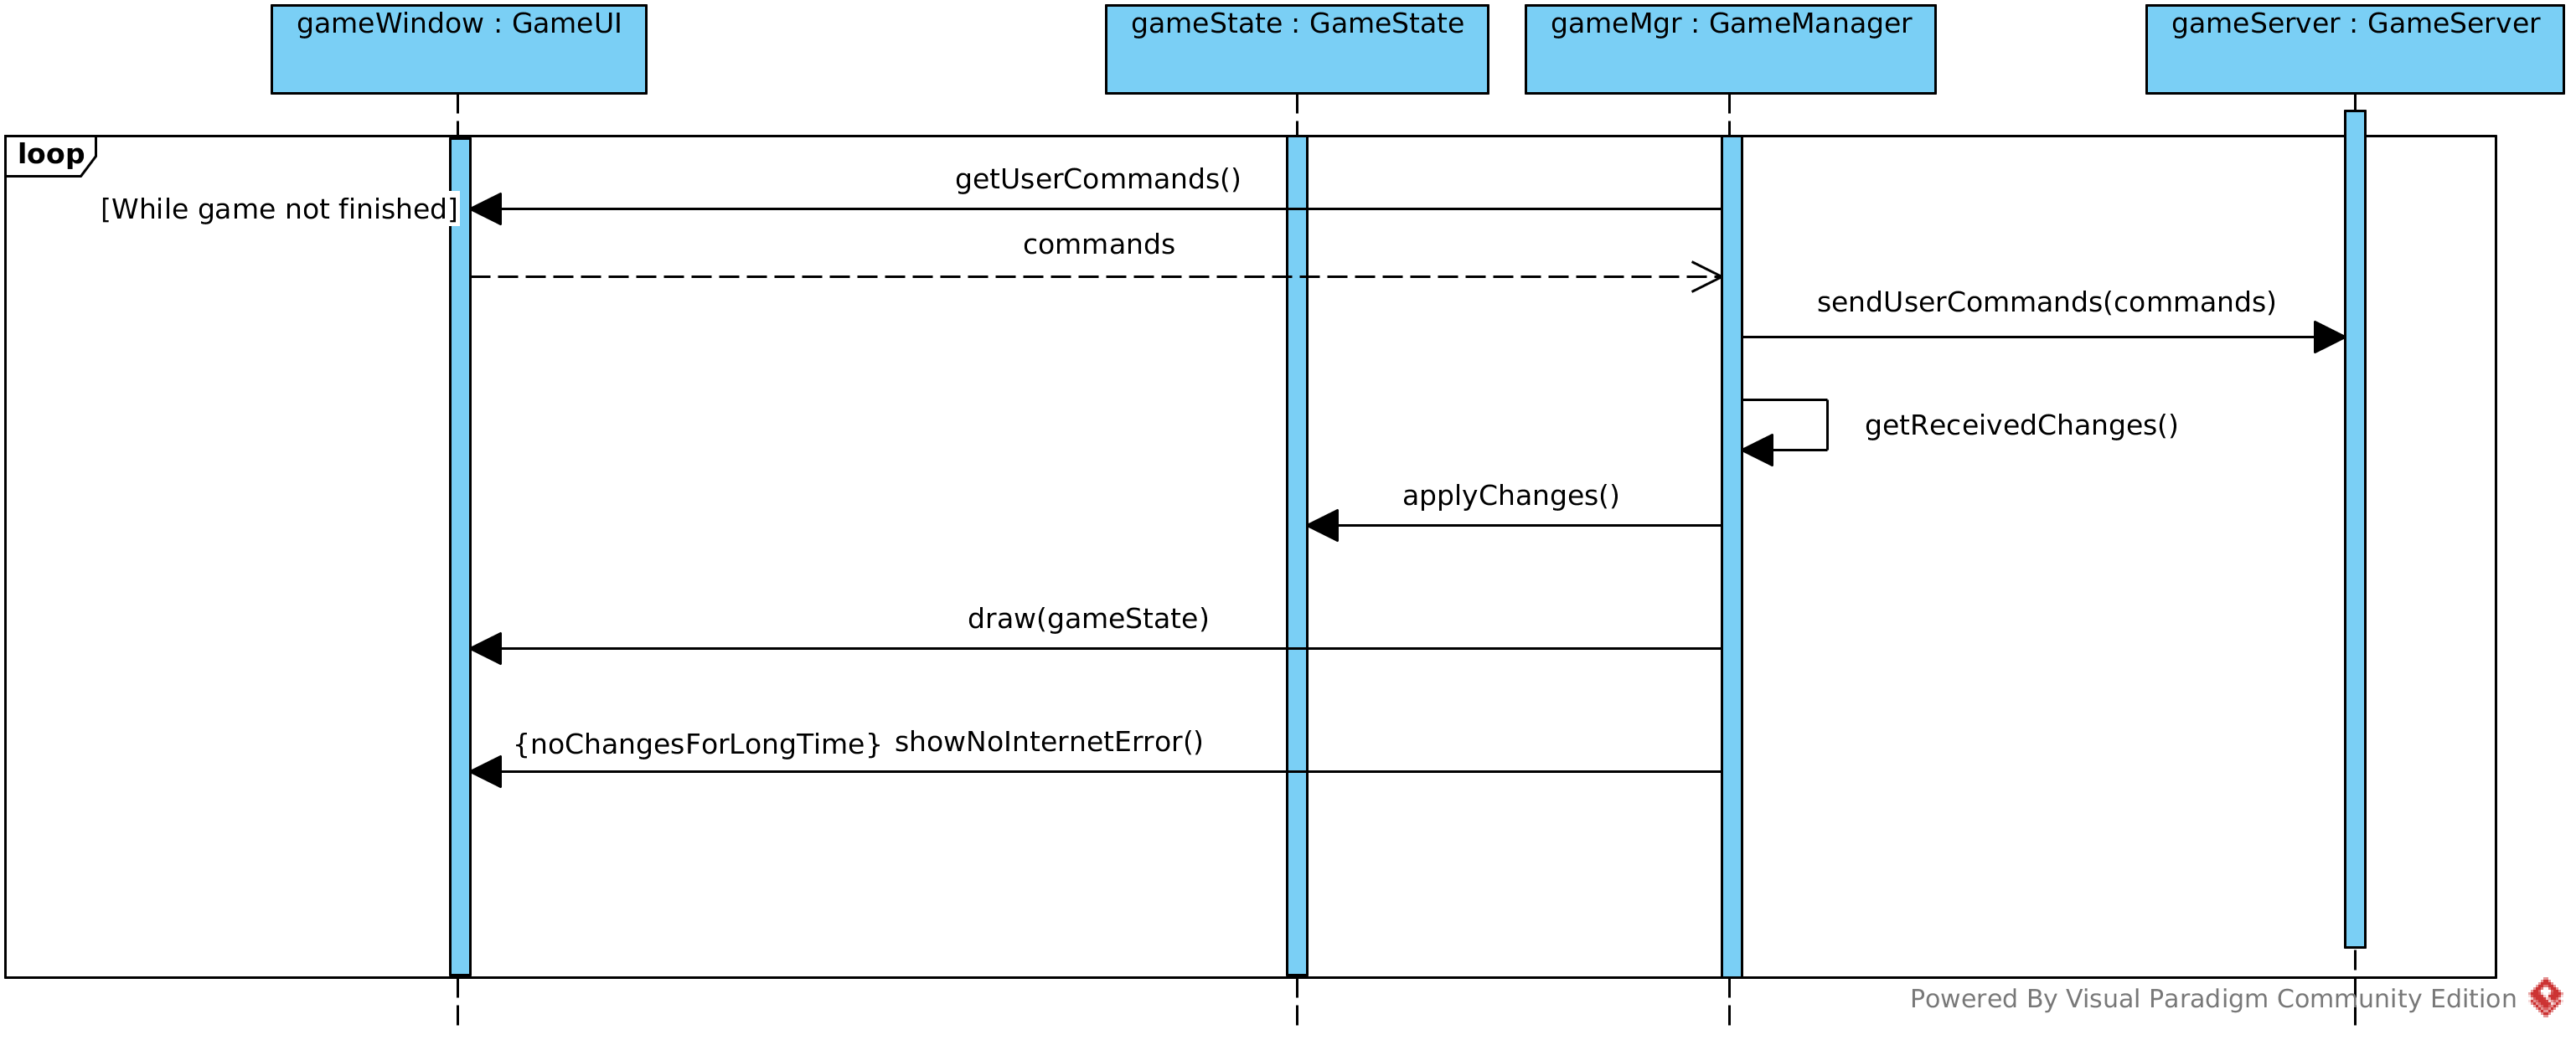 gameWindow : GameUI
gameState : GameState
gameMgr : GameManager
gameServer : GameServer
loop
getUserCommands()
[While game not finished]
commands
sendUserCommands(commands)
getReceivedChanges()
applyChanges()
draw(gameState)
{noChangesForLongTime} showNoInternetError()
Powered By Visual Paradigm Community Edition